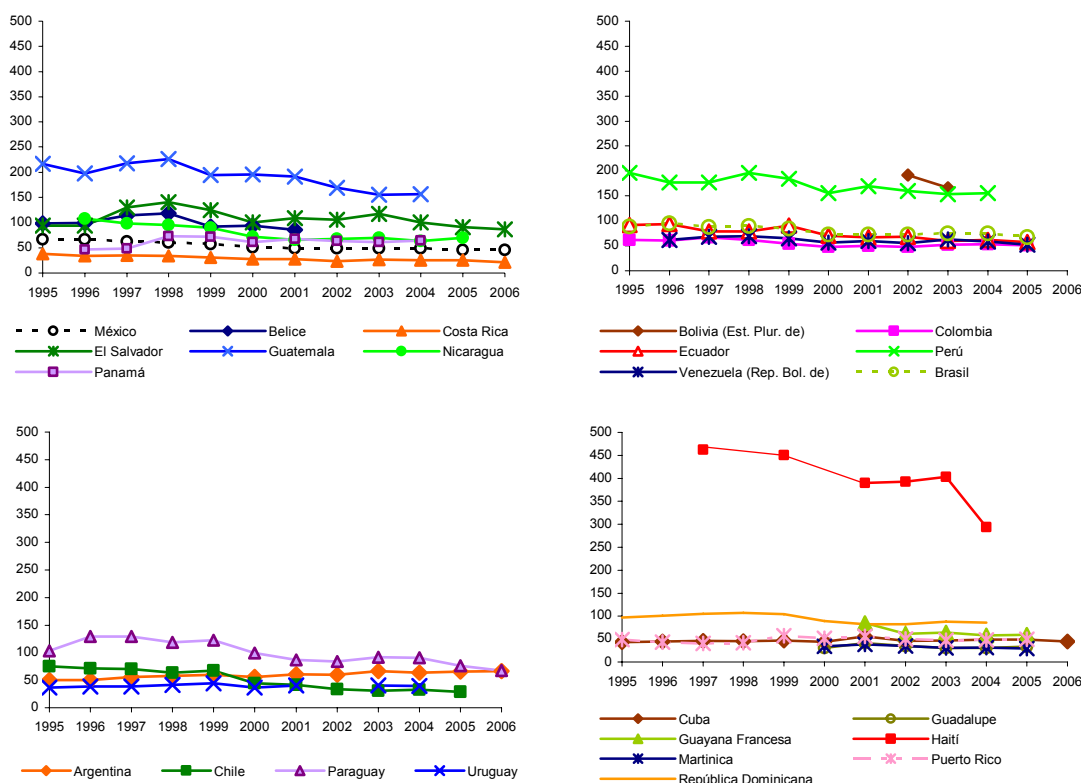 500
450
400
350
300
250
200
150
100
50
0
1995 1996 1997 1998 1999 2000 2001 2002 2003 2004 2005 2006
México Belice Costa Rica
El Salvador Guatemala Nicaragua
Panamá
500
450
400
350
300
250
200
150
100
50
0
1995 1996 1997 1998 1999 2000 2001 2002 2003 2004 2005 2006
Bolivia (Est. Plur. de) Colombia
Ecuador Perú
Venezuela (Rep. Bol. de) Brasil
500
450
400
350
300
250
200
150
100
50
0
1995 1996 1997 1998 1999 2000 2001 2002 2003 2004 2005 2006
Argentina Chile Paraguay Uruguay
500
450
400
350
300
250
200
150
100
50
0
1995 1996 1997 1998 1999 2000 2001 2002 2003 2004 2005 2006
Cuba Guadalupe
Guayana Francesa Haití
Martinica Puerto Rico
República Dominicana